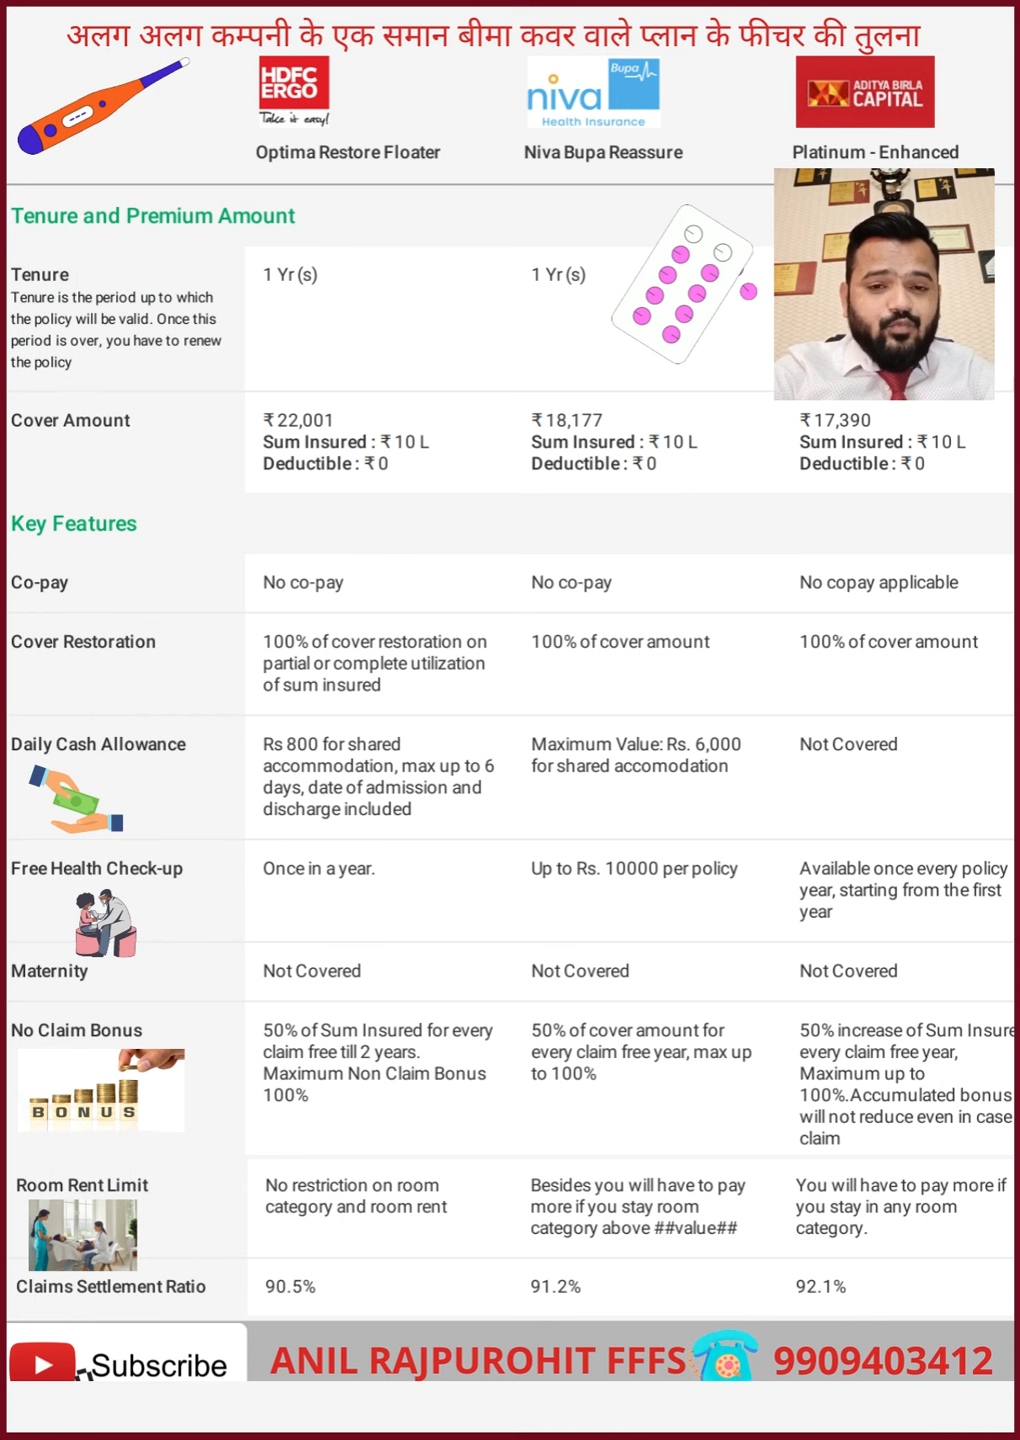 अलग अलग कम्पनी के एक समान बीमा कवर वाले प्लान के फीचर की तुलना
HDFC
ERGO
Take it easy!
Bupa
niva
Health Insurance
ADITYA BIRLA
CAPITAL
Optima Restore Floater
Niva Bupa Reassure
Platinum - Enhanced
Tenure and Premium Amount
Tenure
Tenure is the period up to which
the policy will be valid. Once this
period is over, you have to renew
the policy
1 Yr (s)
1 Yr (s)
Cover Amount
₹ 22,001
Sum Insured : ₹ 10 L
Deductible : ₹ 0
₹ 18,177
Sum Insured : ₹ 10 L
Deductible : ₹ 0
₹ 17,390
Sum Insured : ₹ 10 L
Deductible : ₹ 0
Key Features
Co-pay
No co-pay
No co-pay
No copay applicable
Cover Restoration
100% of cover restoration on
partial or complete utilization
of sum insured
100% of cover amount
100% of cover amount
Daily Cash Allowance
Rs 800 for shared
accommodation, max up to 6
days, date of admission and
discharge included
Maximum Value: Rs. 6,000
for shared accomodation
Not Covered
Free Health Check-up
Once in a year.
Up to Rs. 10000 per policy
Available once every policy
year, starting from the first
year
Maternity
Not Covered
Not Covered
Not Covered
No Claim Bonus
BONUS
50% of Sum Insured for every
claim free till 2 years.
Maximum Non Claim Bonus
100%
50% of cover amount for
every claim free year, max up
to 100%
50% increase of Sum Insure
every claim free year,
Maximum up to
100%.Accumulated bonus
will not reduce even in case
claim
Room Rent Limit
No restriction on room
category and room rent
Besides you will have to pay
more if you stay room
category above ##value##
You will have to pay more if
you stay in any room
category.
Claims Settlement Ratio
90.5%
91.2%
92.1%
Subscribe
ANIL RAJPUROHIT FFFS
9909403412